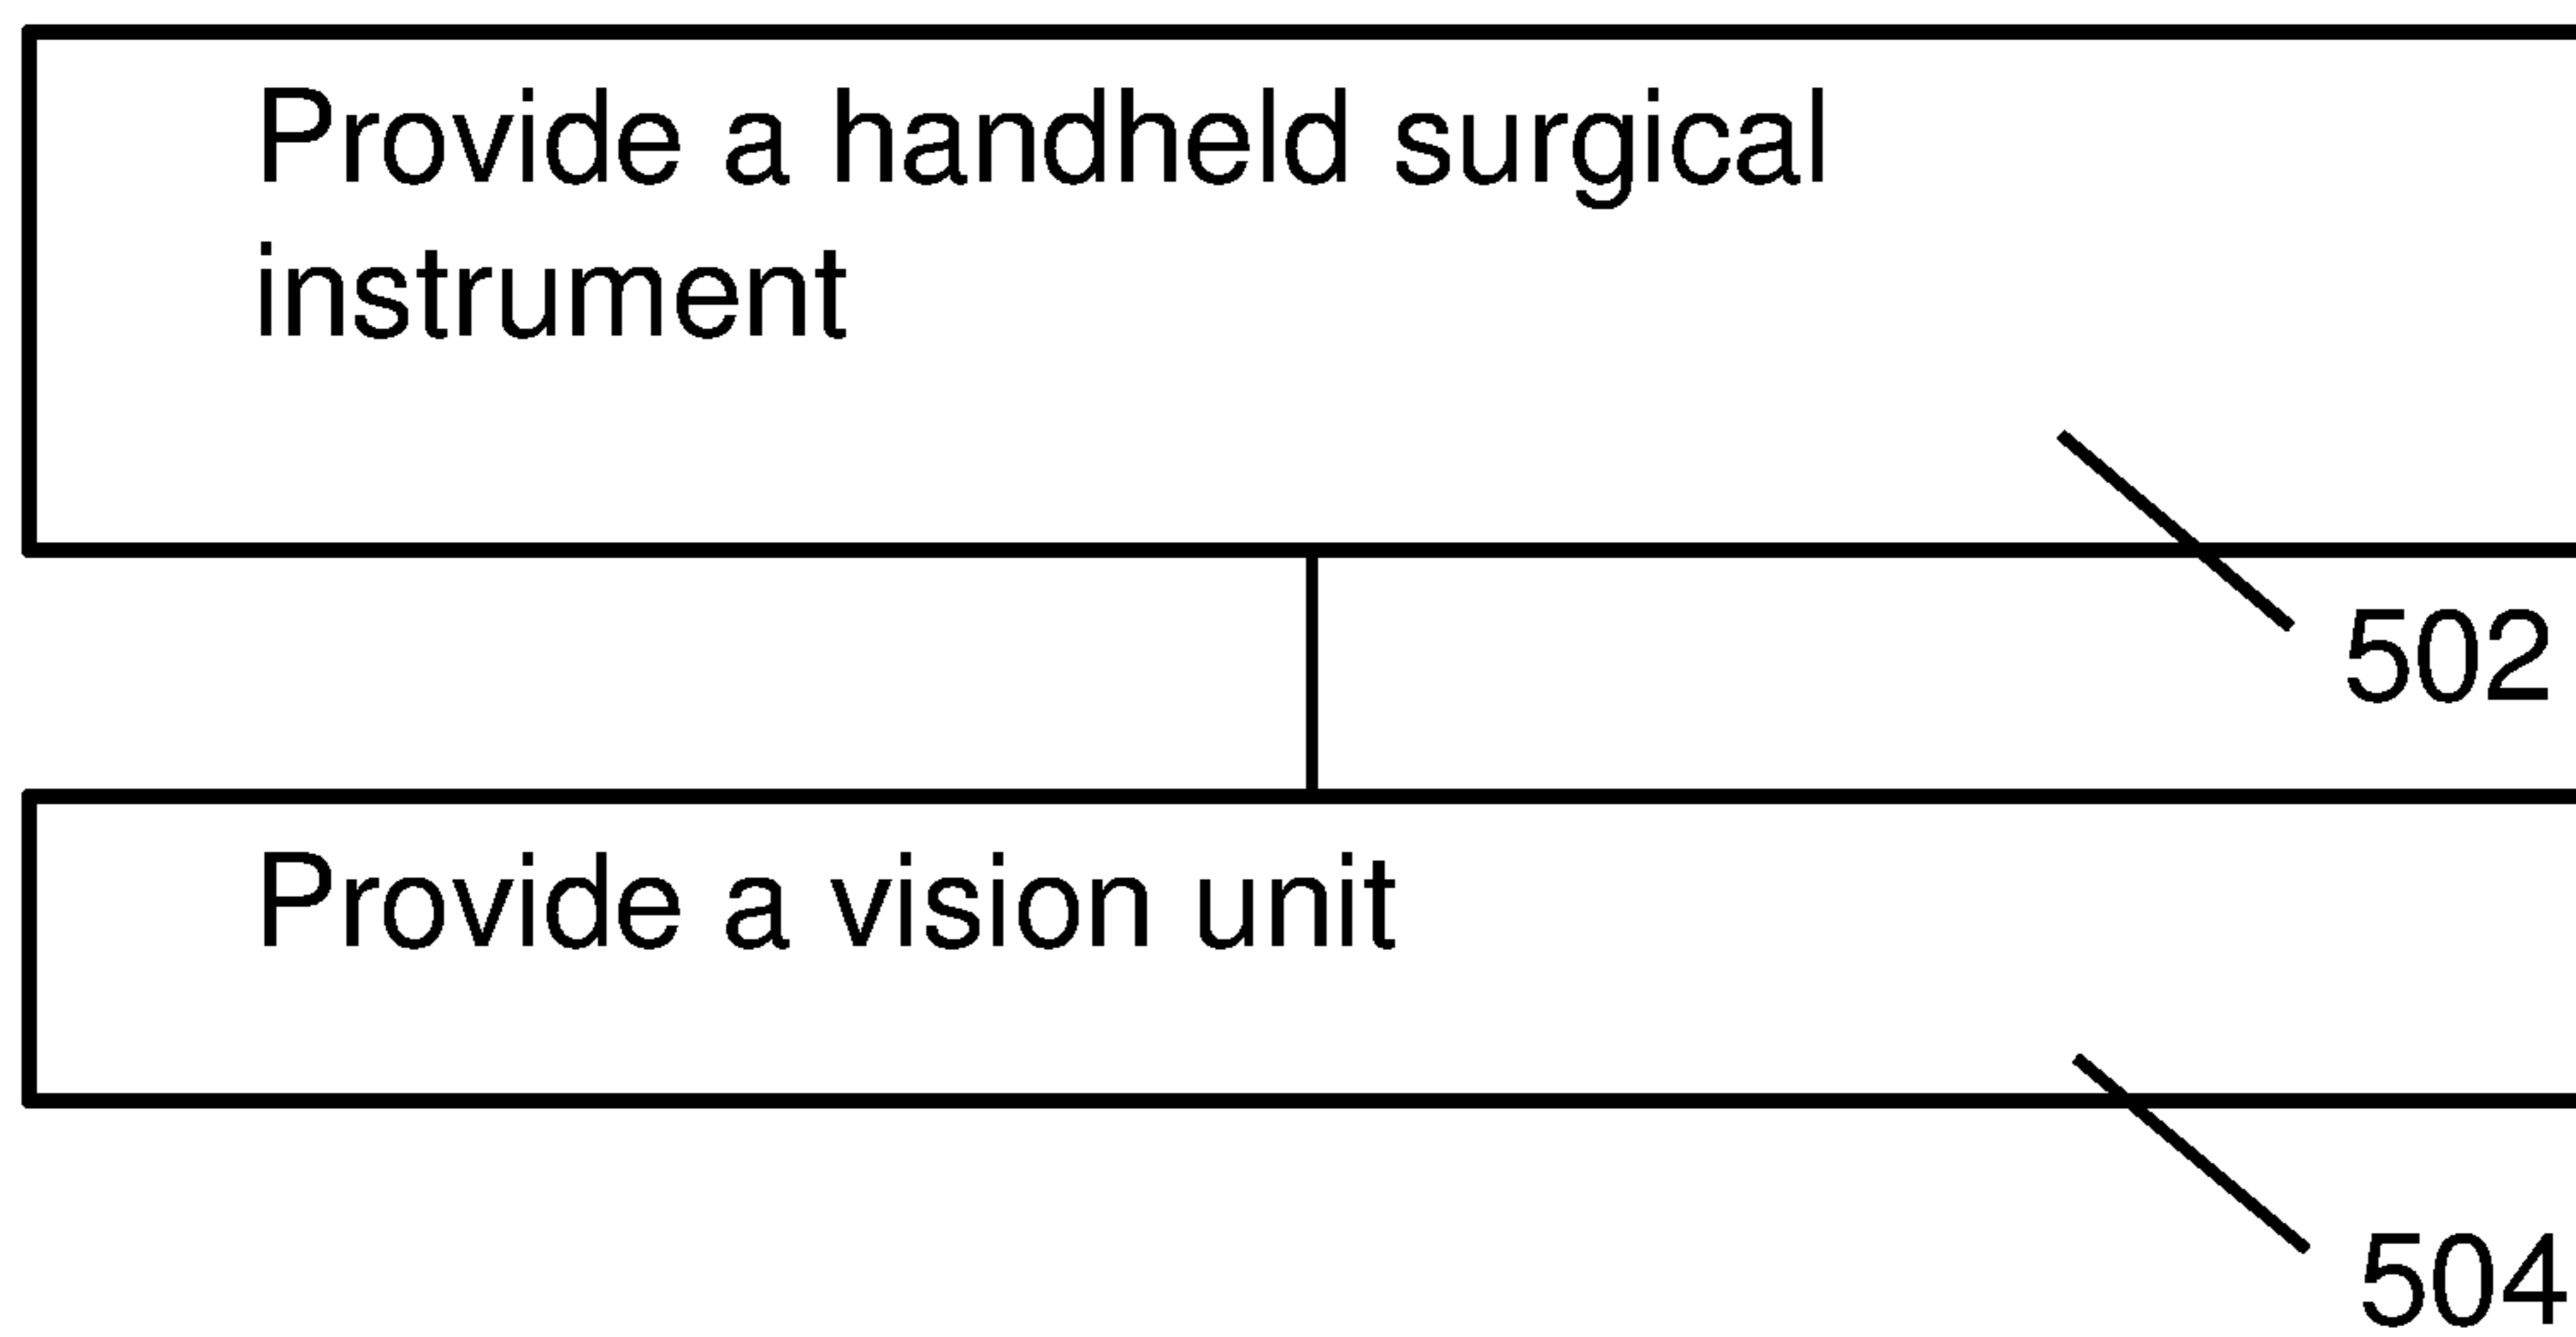 Provide a handheld surgical
instrument
502
Provide a vision unit
504